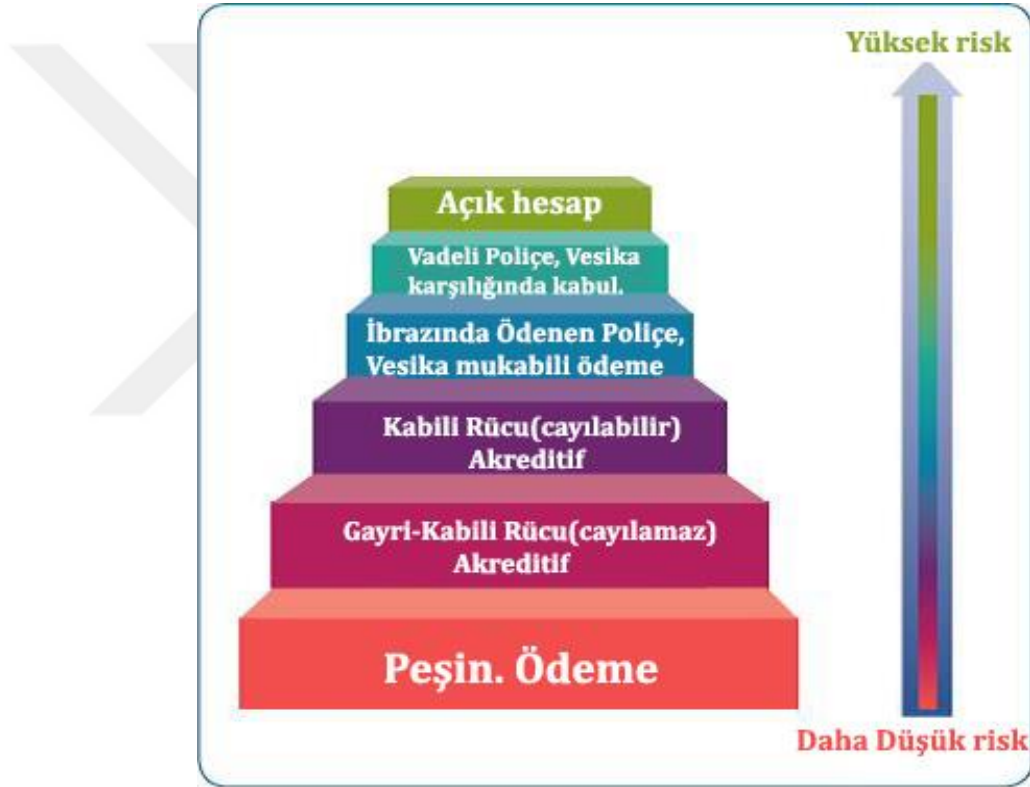 Yüksek risk
Açık hesap
Vadeli Poliçe, Vesika
karşılığında kabul.
İbrazında Ödenen Poliçe,
Vesika mukabili ödeme
Kabili Rücu(cayılabilir)
Akreditif
Gayri-Kabili Rücu(cayılamaz)
Akreditif
Peşin. Ödeme
Daha Düşük risk